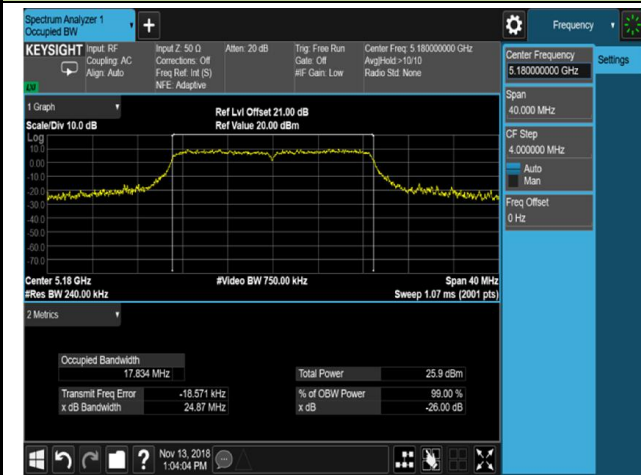 Spectrum Analyzer 1
Occupied BW
Frequency
KEYSIGHT
Input: RF
Coupling: AC
Align: Auto
Input Z: 50 Ω
Corrections: Off
Freq Ref: Int (S)
NFE: Adaptive
Atten: 20 dB
Trig: Free Run
Gate: Off
#IF Gain: Low
Center Freq: 5.180000000 GHz
Avg|Hold:>10/10
Radio Std: None
Center Frequency
5.180000000 GHz
Settings
Span
40.000 MHz
CF Step
4.000000 MHz
Auto
Man
Freq Offset
0 Hz
1 Graph
Scale/Div 10.0 dB
Ref Lvl Offset 21.00 dB
Ref Value 20.00 dBm
Log
10.0
0.00
-10.0
-20.0
-30.0
-40.0
-50.0
-60.0
-70.0
Center 5.18 GHz
#Res BW 240.00 kHz
#Video BW 750.00 kHz
Span 40 MHz
Sweep 1.07 ms (2001 pts)
2 Metrics
Occupied Bandwidth
17.834 MHz
Total Power 25.9 dBm
Transmit Freq Error -18.571 kHz
% of OBW Power 99.00 %
x dB Bandwidth 24.87 MHz
x dB -26.00 dB
Nov 13, 2018
1:04:04 PM